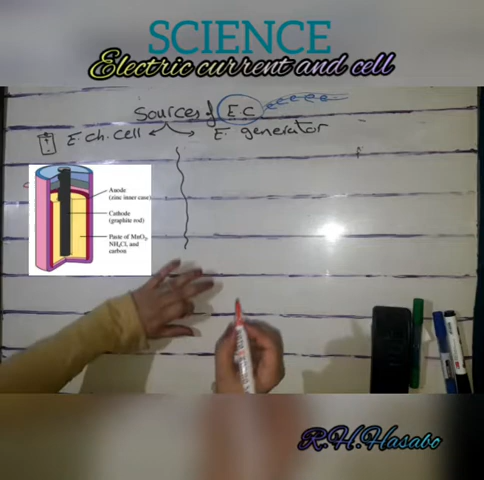 SCIENCE
Electric current and cell
Sources of E.C
E.ch.cell E. generator
Anode
(zinc inner case)
Cathode
(graphite rod)
Paste of MnO₂,
NH₄Cl, and
carbon
R.H.Hasabo